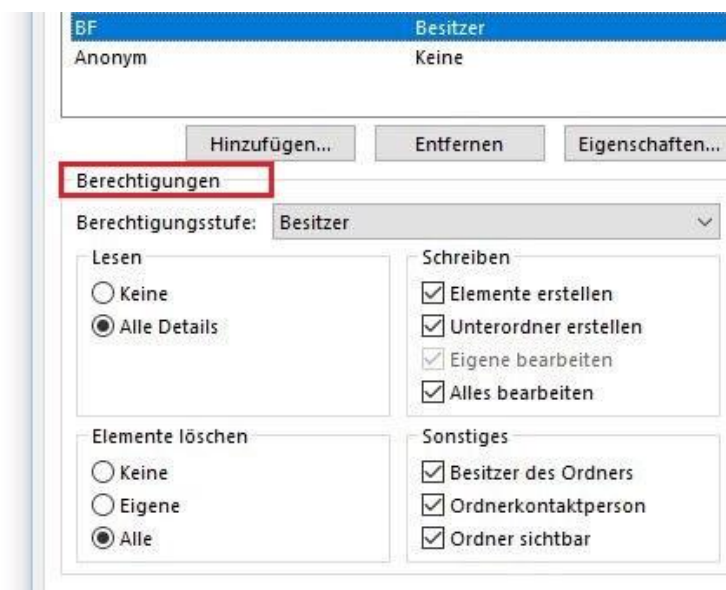 BF Besitzer
Anonym Keine
Hinzufügen... Entfernen Eigenschaften...
Berechtigungen
Berechtigungsstufe: Besitzer
Lesen
Keine
Alle Details
Schreiben
Elemente erstellen
Unterordner erstellen
Eigene bearbeiten
Alles bearbeiten
Elemente löschen
Keine
Eigene
Alle
Sonstiges
Besitzer des Ordners
Ordnerkontaktperson
Ordner sichtbar